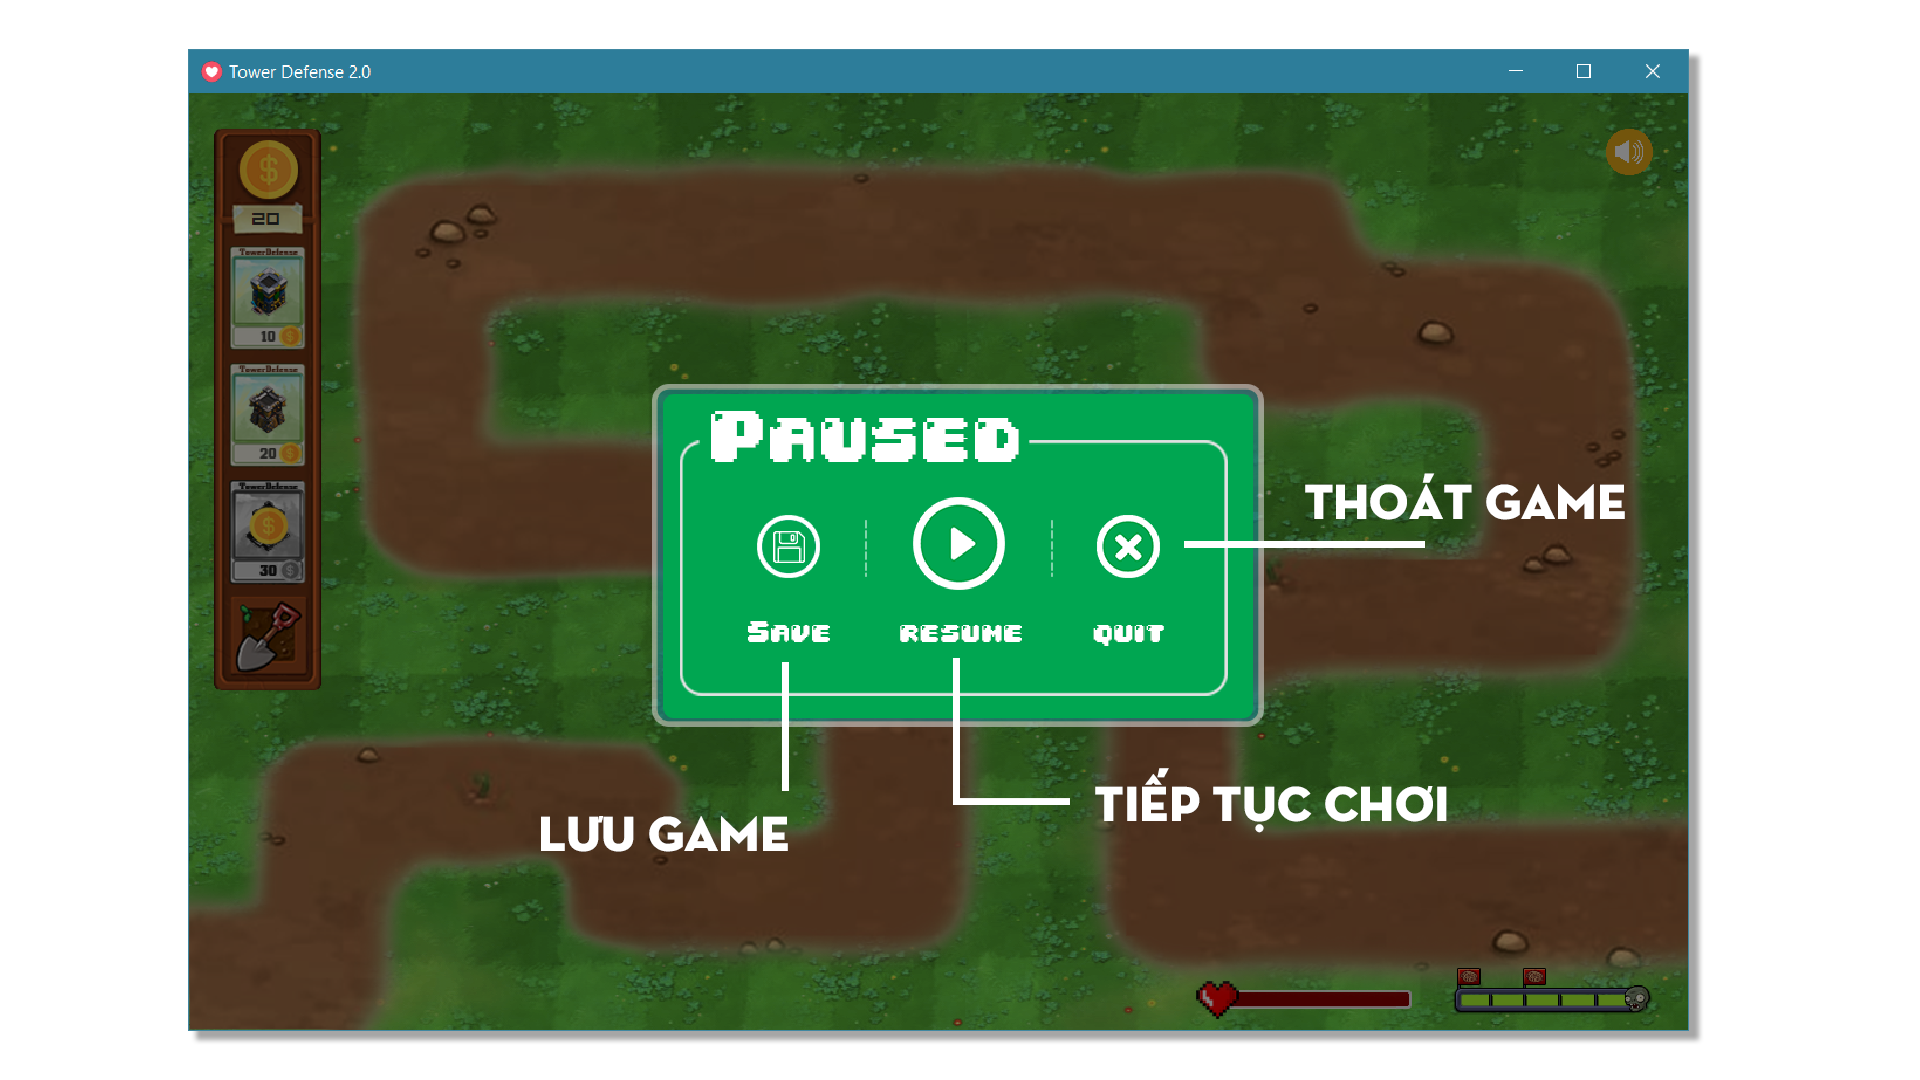 Tower Defense 2.0
$
20
TowerDefense
10 $
TowerDefense
20 $
TowerDefense
$
30 $
PAUSED
SAVE
RESUME
QUIT
THOÁT GAME
TIẾP TỤC CHƠI
LƯU GAME